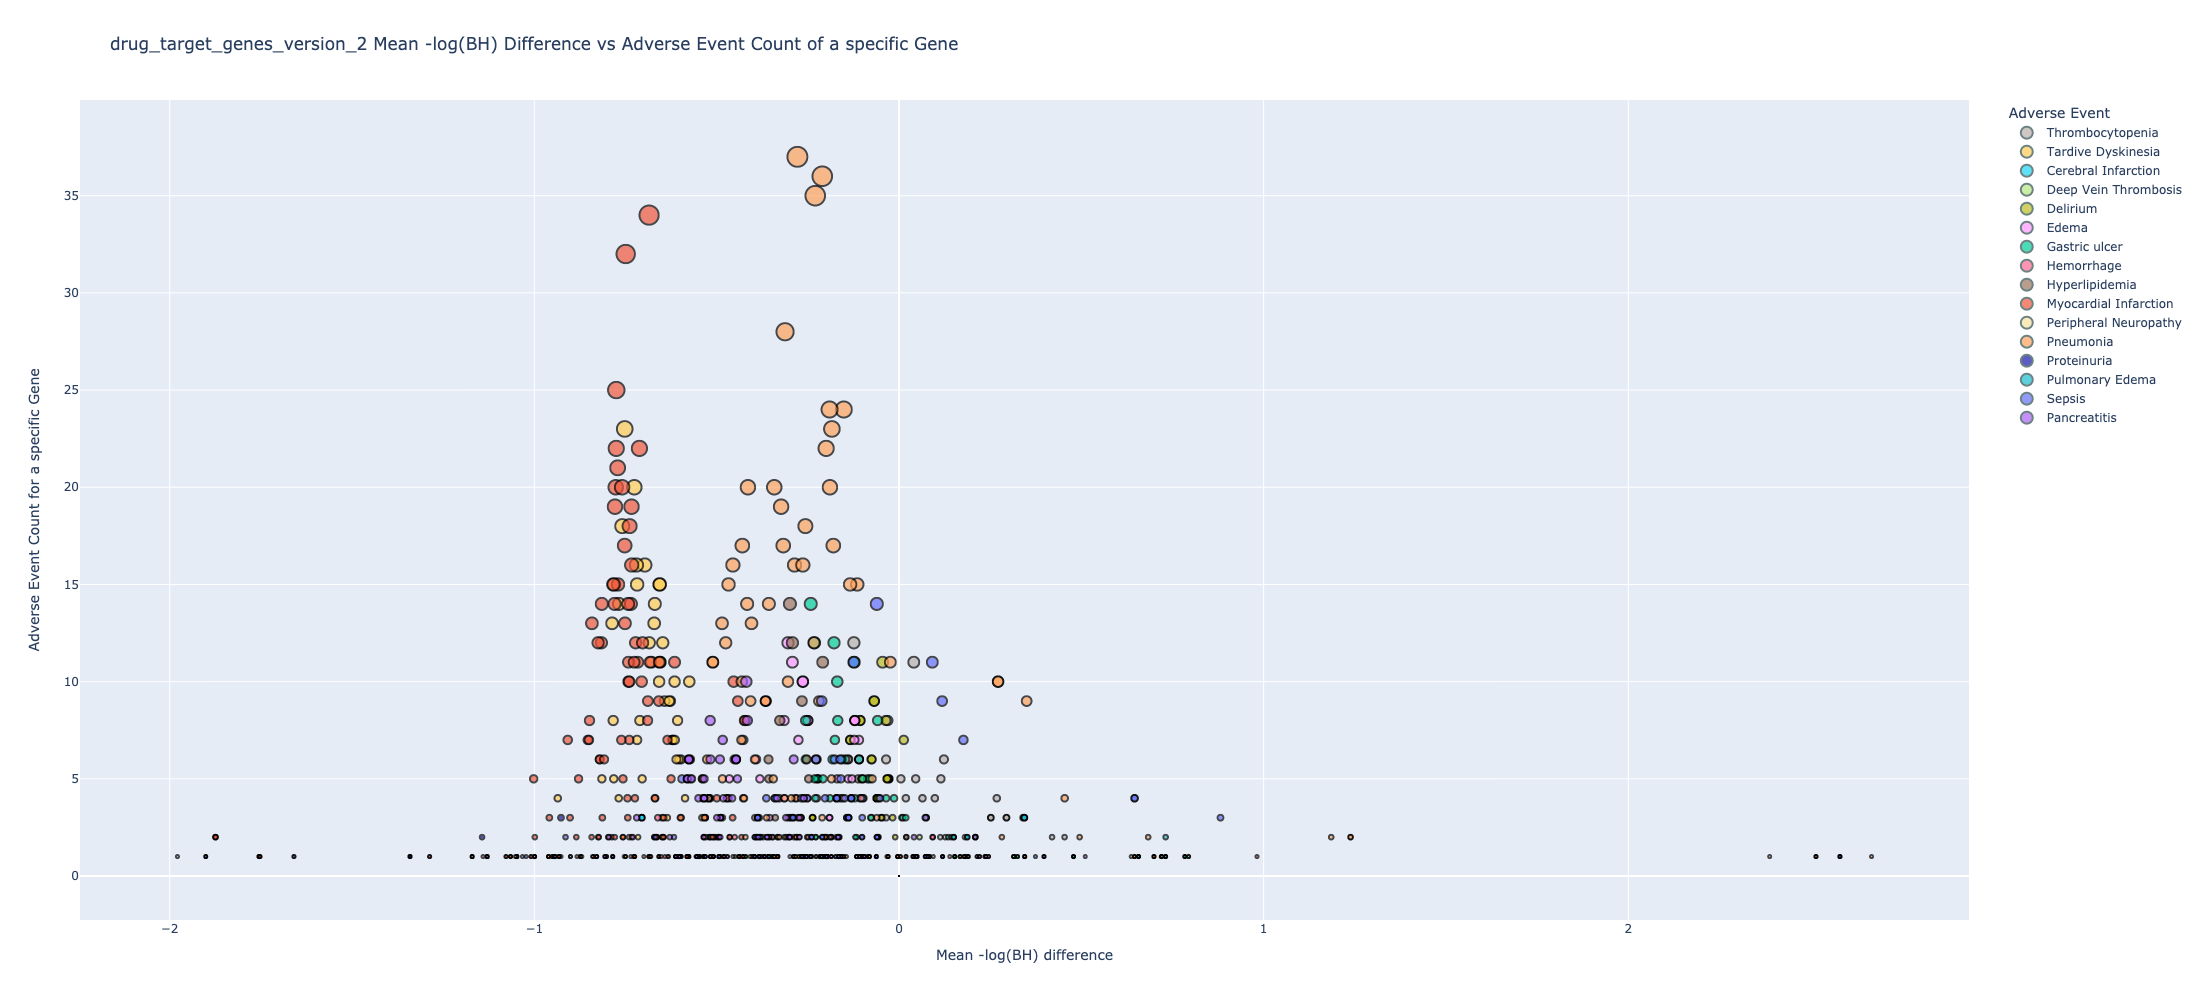 drug_target_genes_version_2 Mean -log(BH) Difference vs Adverse Event Count of a specific Gene
Adverse Event Count for a specific Gene
35
30
25
20
15
10
5
0
−2
−1
0
1
2
Mean -log(BH) difference
Adverse Event
Thrombocytopenia
Tardive Dyskinesia
Cerebral Infarction
Deep Vein Thrombosis
Delirium
Edema
Gastric ulcer
Hemorrhage
Hyperlipidemia
Myocardial Infarction
Peripheral Neuropathy
Pneumonia
Proteinuria
Pulmonary Edema
Sepsis
Pancreatitis